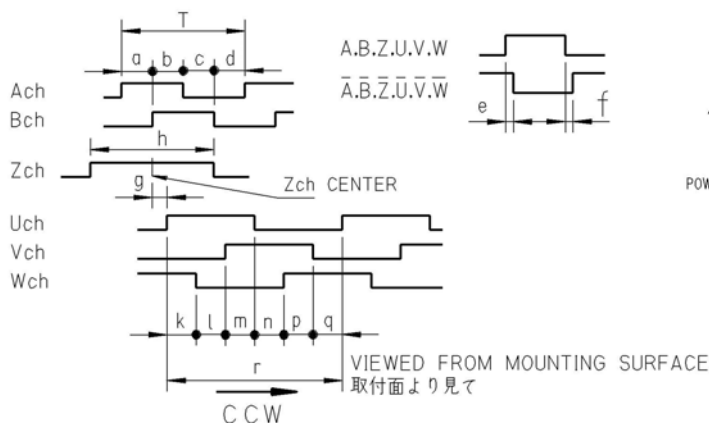 T
a b c d
A.B.Z.U.V.W
Ach
A.B.Z.U.V.W
Bch
e f
h
Zch
g
Zch CENTER
POW
Uch
Vch
Wch
k l m n p q
r
VIEWED FROM MOUNTING SURFACE
取付面より見て
CCW